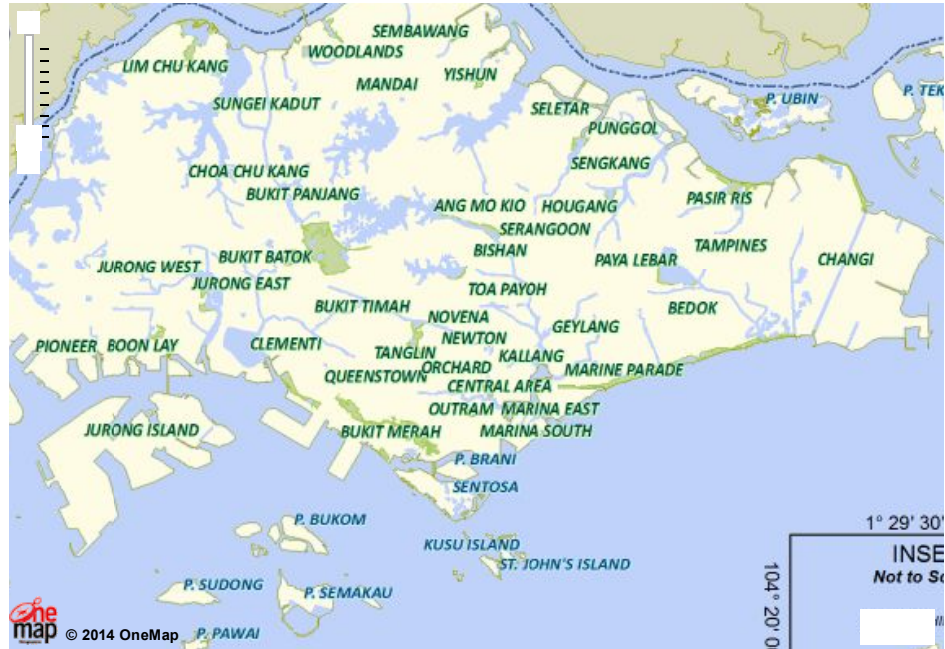 SEMBAWANG
WOODLANDS
LIM CHU KANG
YISHUN
MANDAI
P. UBIN
P. TEK
SUNGEI KADUT
SELETAR
PUNGGOL
SENGKANG
CHOA CHU KANG
BUKIT PANJANG
PASIR RIS
ANG MO KIO
HOUGANG
SERANGOON
TAMPINES
BISHAN
BUKIT BATOK
PAYA LEBAR
CHANGI
JURONG WEST
JURONG EAST
TOA PAYOH
BUKIT TIMAH
BEDOK
NOVENA
GEYLANG
NEWTON
PIONEER
BOON LAY
CLEMENTI
TANGLIN
KALLANG
ORCHARD
MARINE PARADE
QUEENSTOWN
CENTRAL AREA
OUTRAM
MARINA EAST
JURONG ISLAND
BUKIT MERAH
MARINA SOUTH
P. BRANI
SENTOSA
P. BUKOM
1° 29' 30'
KUSU ISLAND
INSE
ST. JOHN'S ISLAND
Not to Sc
104° 20' 0
P. SUDONG
P. SEMAKAU
one
map © 2014 OneMap
P. PAWAI